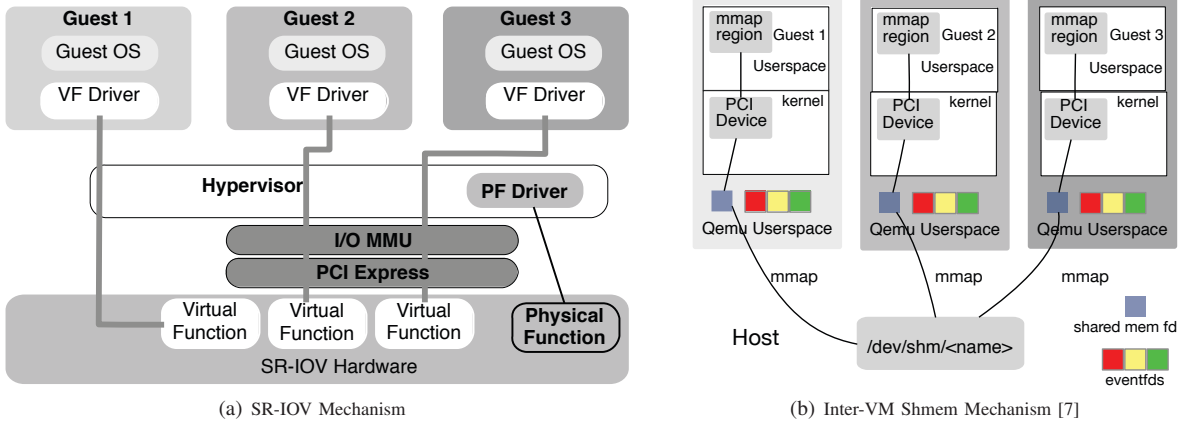 Guest 1
Guest OS
VF Driver
Guest 2
Guest OS
VF Driver
Guest 3
Guest OS
VF Driver
Hypervisor
PF Driver
I/O MMU
PCI Express
Virtual
Function
Virtual
Function
Virtual
Function
Physical
Function
SR-IOV Hardware
(a) SR-IOV Mechanism
mmap
region
Guest 1
Userspace
kernel
PCI
Device
Qemu Userspace
mmap
region
Guest 2
Userspace
kernel
PCI
Device
Qemu Userspace
mmap
region
Guest 3
Userspace
kernel
PCI
Device
Qemu Userspace
mmap
mmap
mmap
Host
/dev/shm/<name>
shared mem fd
eventfds
(b) Inter-VM Shmem Mechanism [7]